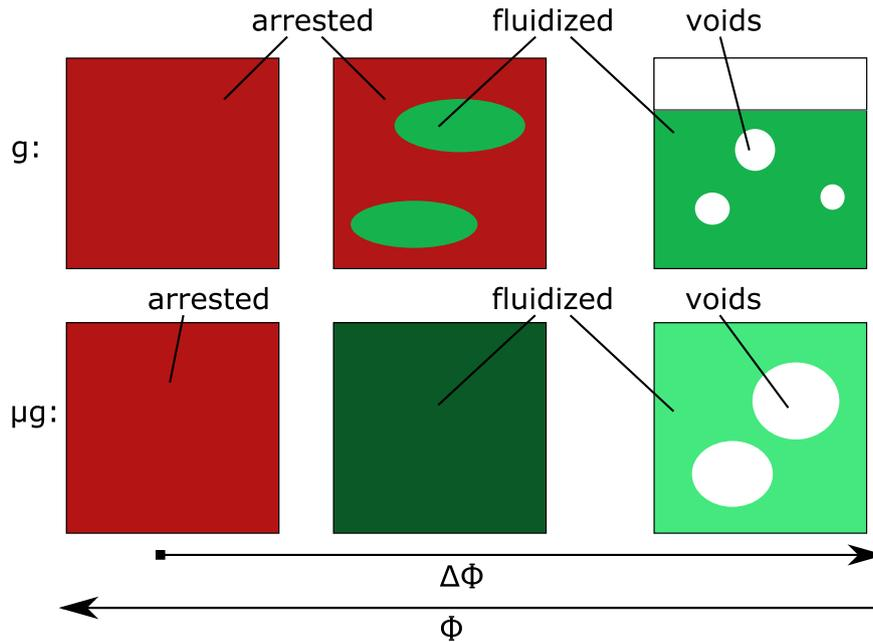 arrested fluidized voids
g:
arrested fluidized voids
μg:
ΔΦ
Φ